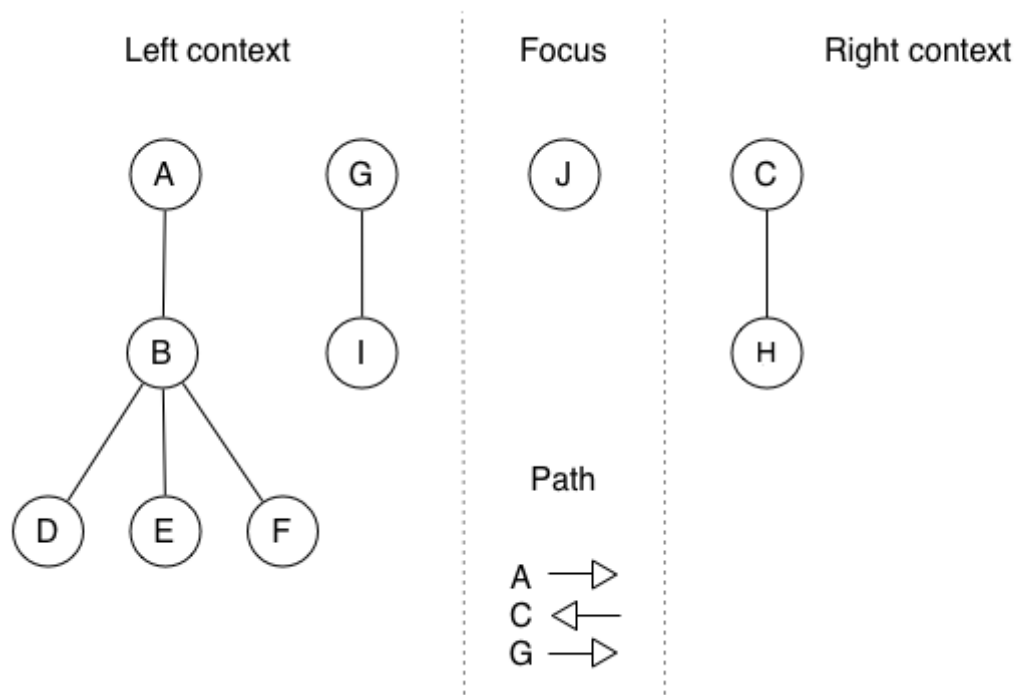 Left context Focus Right context
A G J C
B I H
D E F
Path
A
C
G